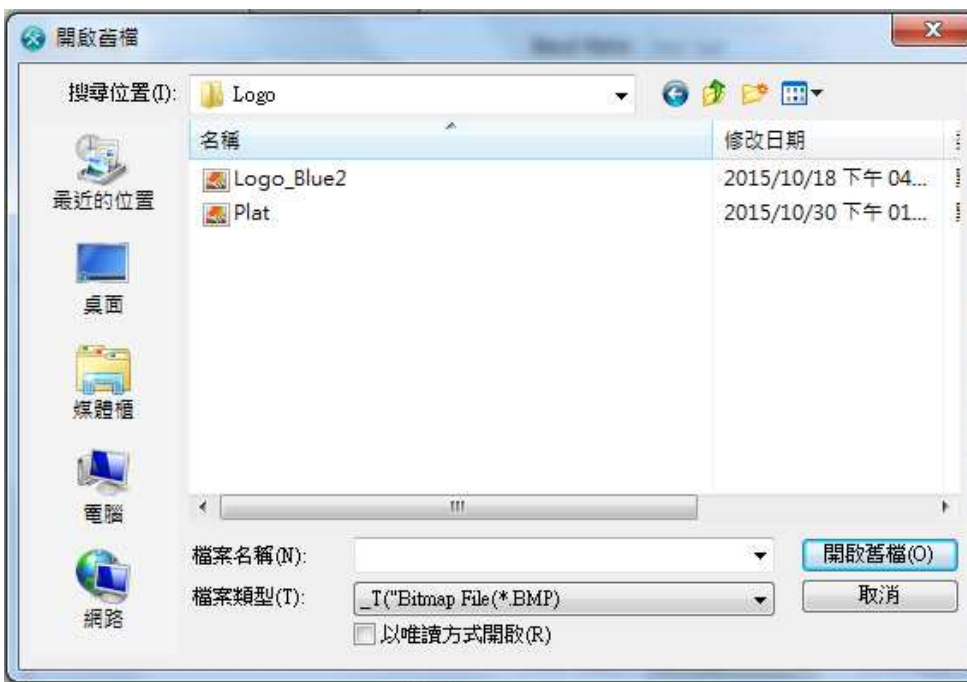 開啟舊檔
搜尋位置(I):
Logo
名稱
修改日期
Logo_Blue2
2015/10/18 下午 04...
Plat
2015/10/30 下午 01...
最近的位置
桌面
媒體櫃
電腦
網路
檔案名稱(N):
開啟舊檔(O)
檔案類型(T):
_T("Bitmap File(*.BMP)
取消
以唯讀方式開啟(R)